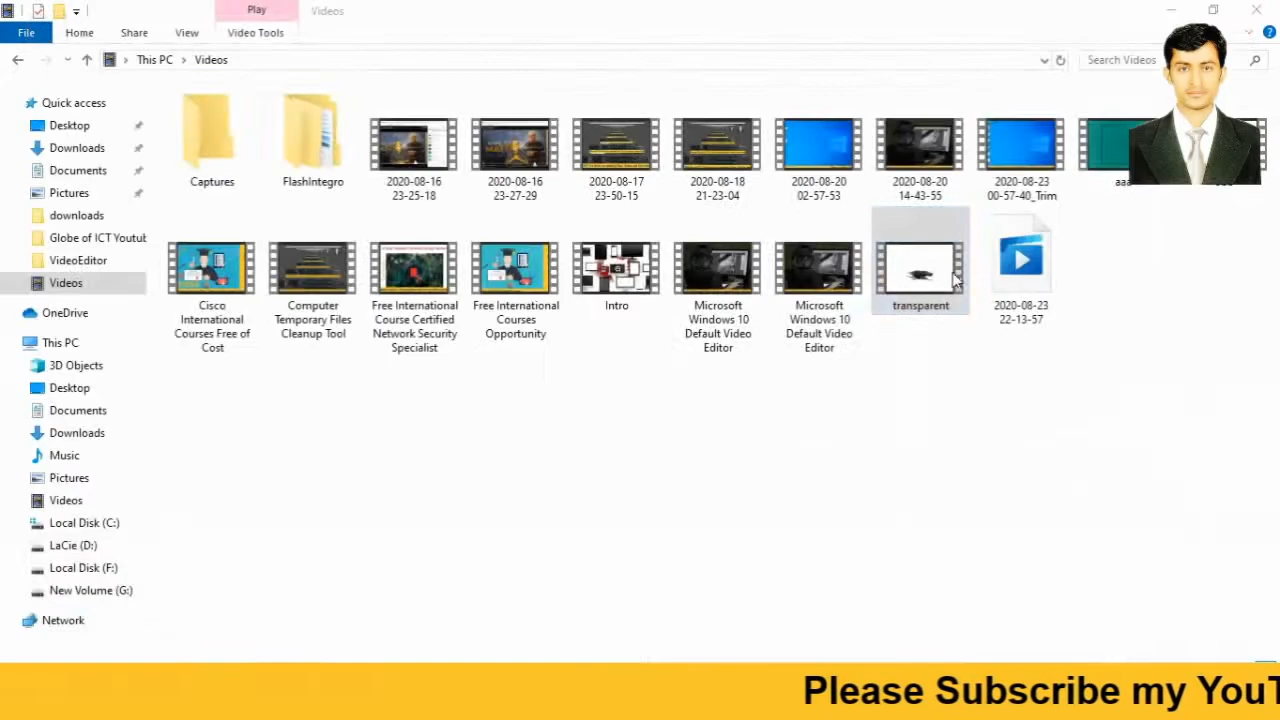 Play
Videos
File
Home
Share
View
Video Tools
This PC
Videos
Search Videos
Quick access
Desktop
Downloads
Documents
Pictures
downloads
Globe of ICT Youtub
VideoEditor
Videos
OneDrive
This PC
3D Objects
Desktop
Documents
Downloads
Music
Pictures
Videos
Local Disk (C:)
LaCie (D:)
Local Disk (F:)
New Volume (G:)
Network
Captures
FlashIntegro
2020-08-16
23-25-18
2020-08-16
23-27-29
2020-08-17
23-50-15
2020-08-18
21-23-04
2020-08-20
02-57-53
2020-08-20
14-43-55
2020-08-23
00-57-40_Trim
Cisco
International
Courses Free of
Cost
Computer
Temporary Files
Cleanup Tool
Free International
Course Certified
Network Security
Specialist
Free International
Courses
Opportunity
Intro
Microsoft
Windows 10
Default Video
Editor
Microsoft
Windows 10
Default Video
Editor
transparent
2020-08-23
22-13-57
Please Subscribe my YouT